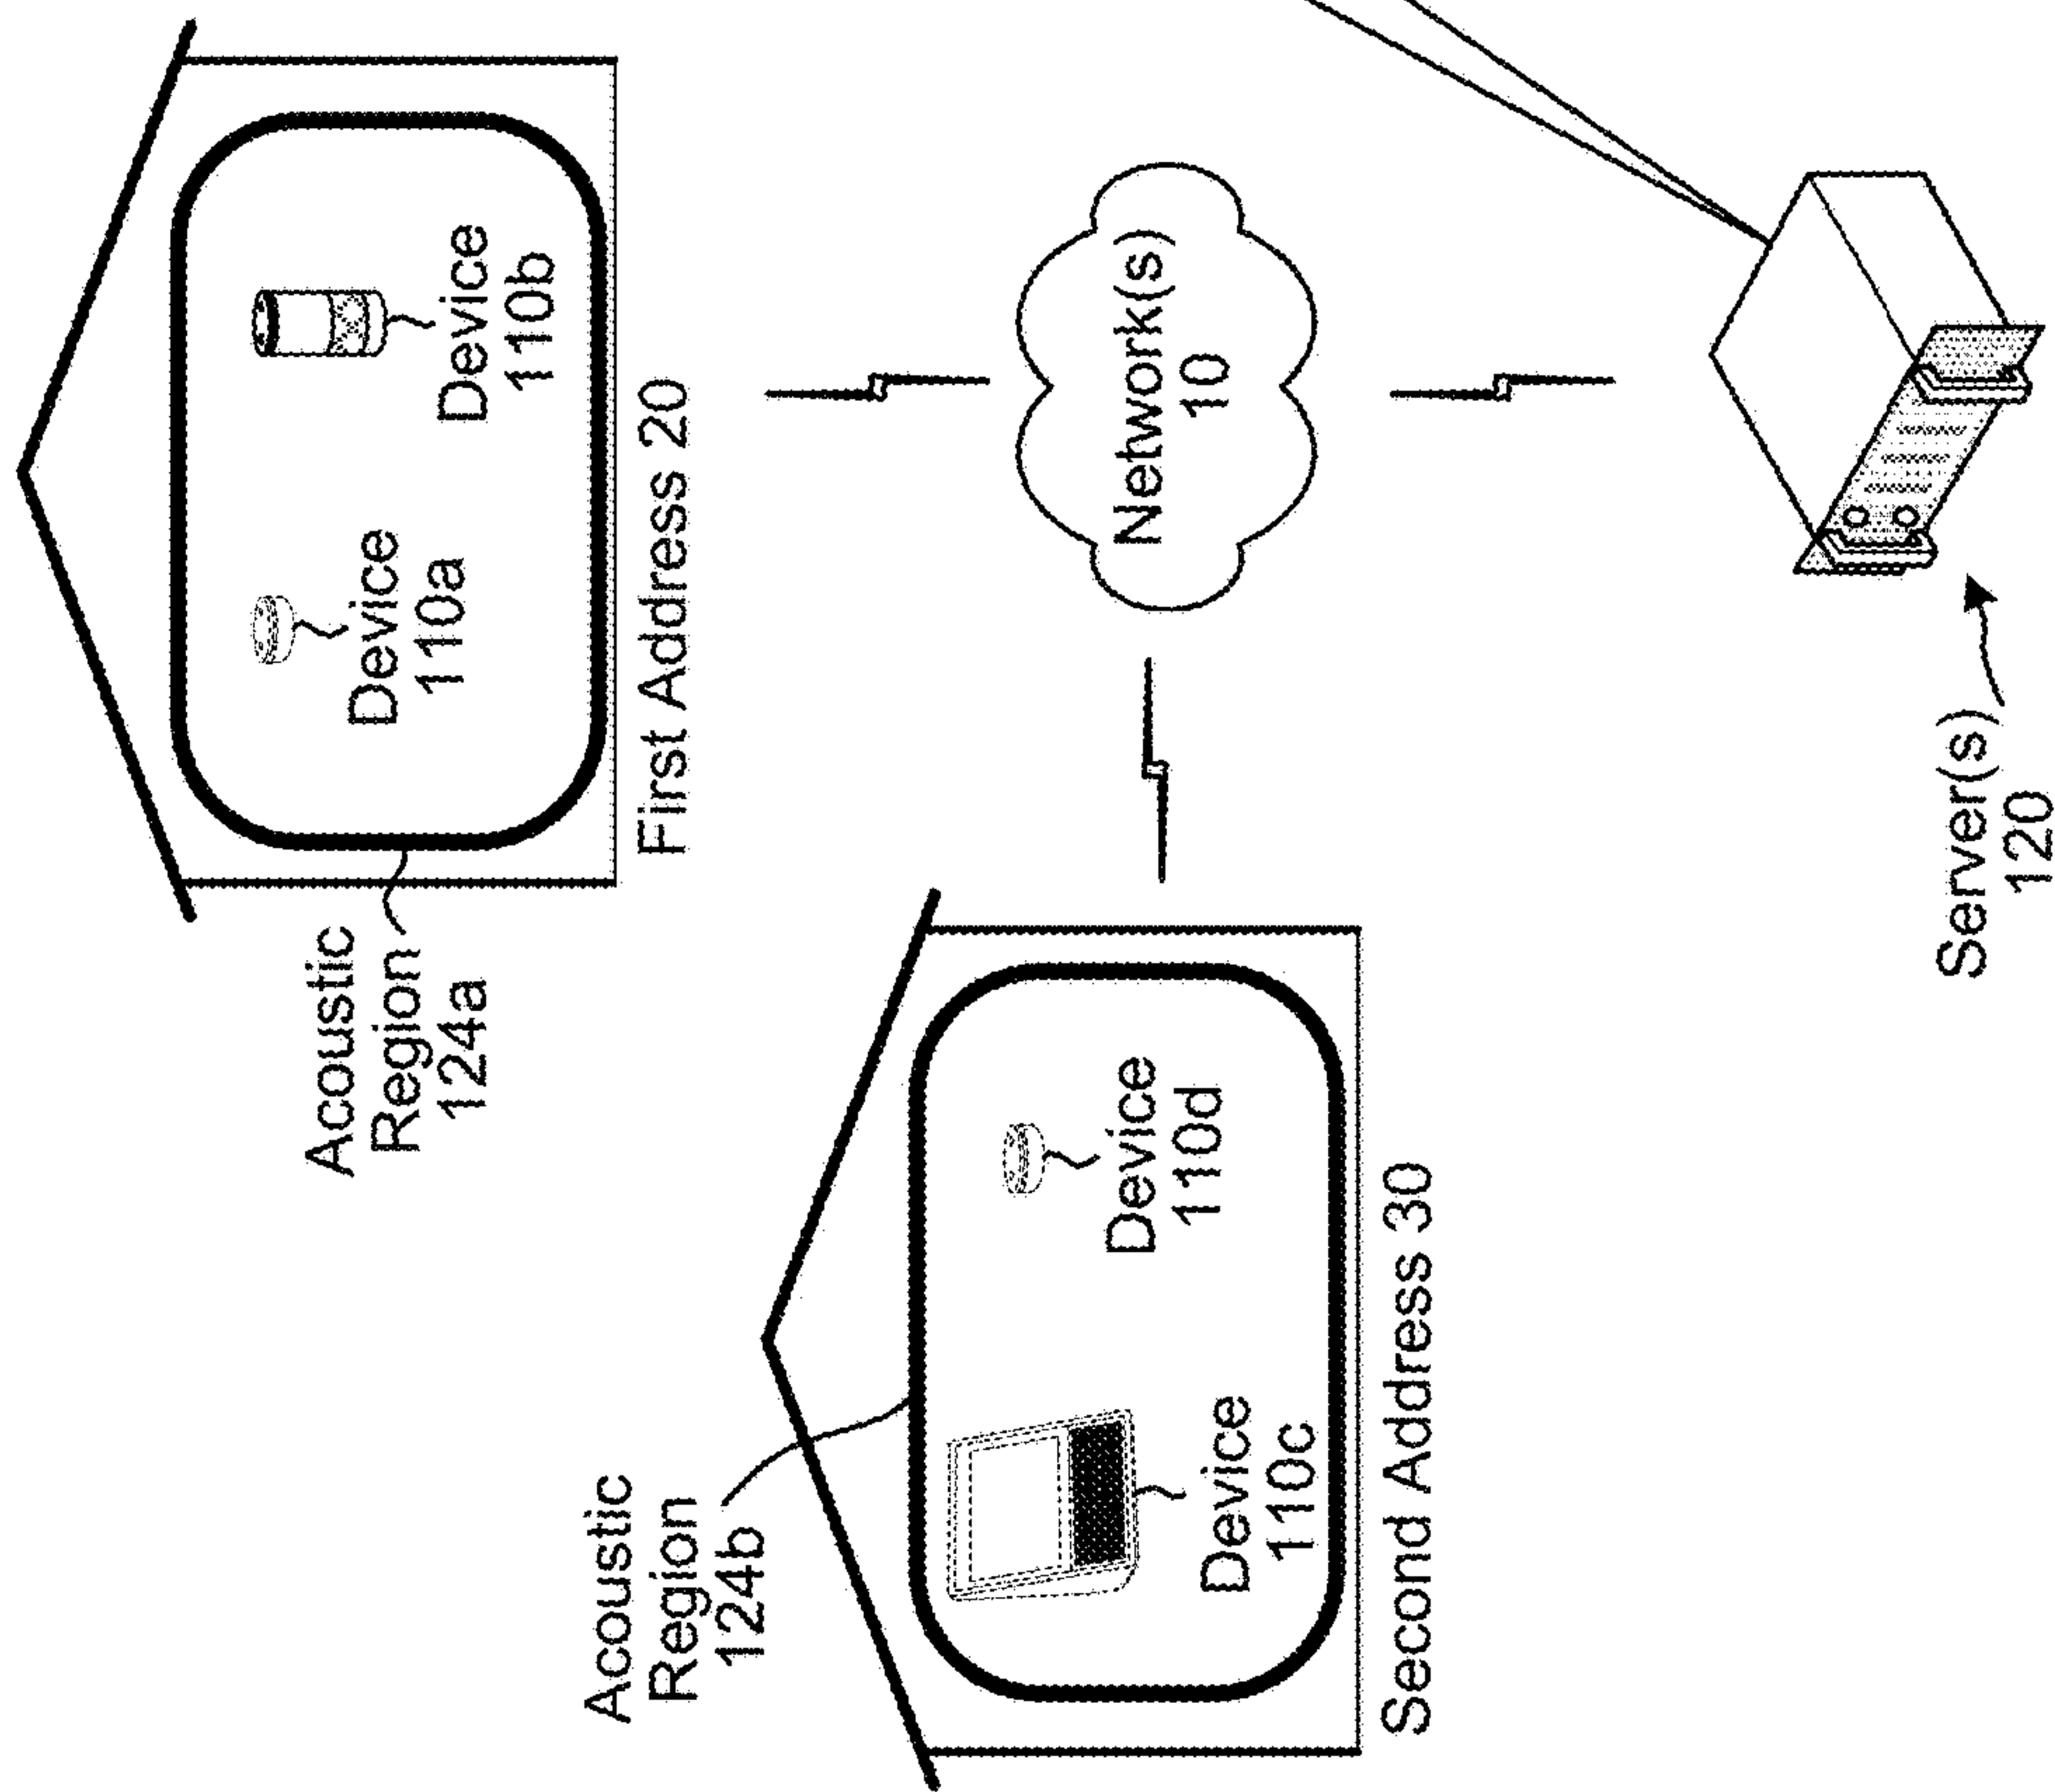 Acoustic
Region
124b
Device
110c
Device
110d
Second Address 30
Acoustic
Region
124a
Device
110a
Device
110b
First Address 20
Network(s)
10
Server(s)
120